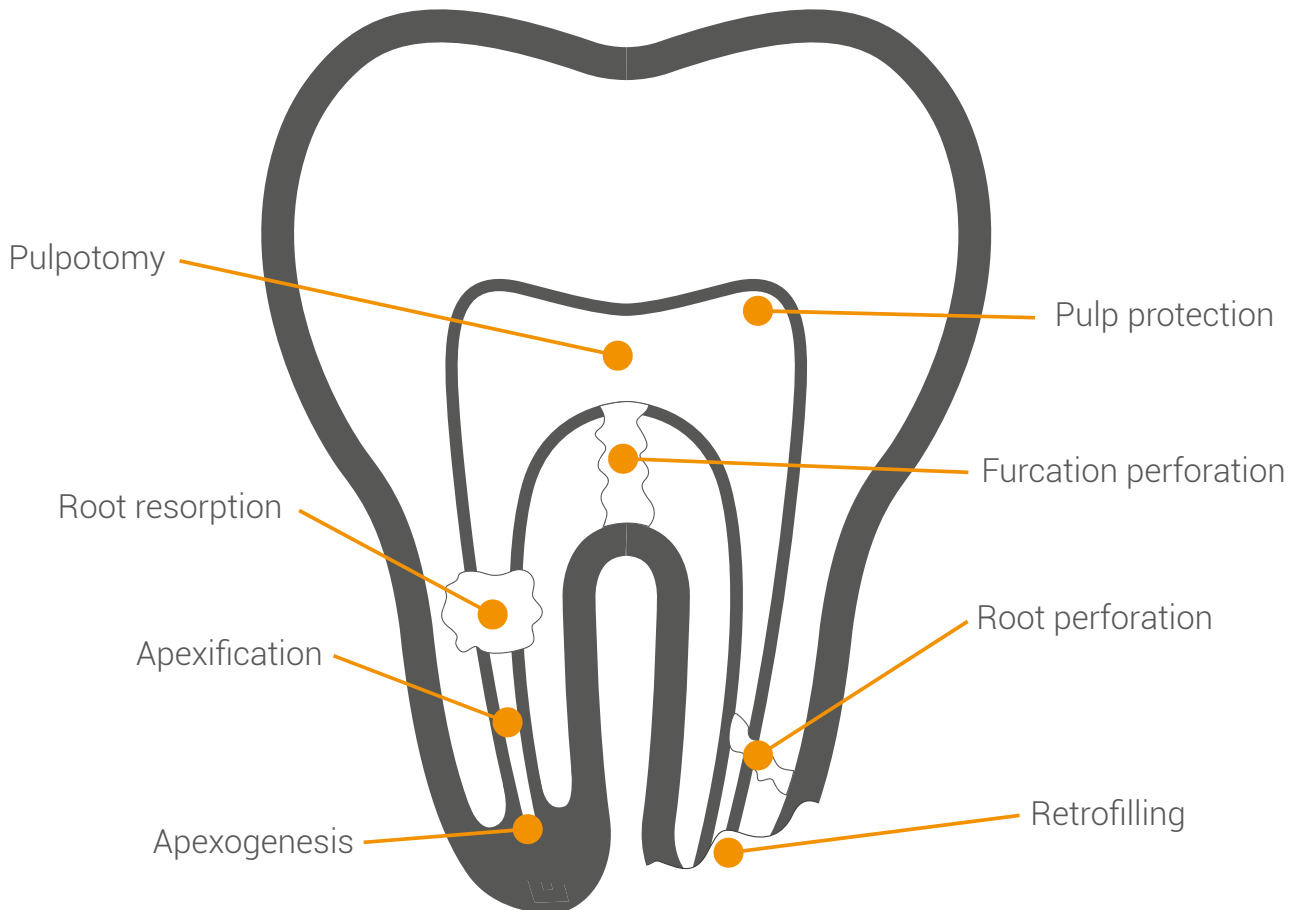 Pulpotomy
Pulp protection
Furcation perforation
Root resorption
Root perforation
Apexification
Retrofilling
Apexogenesis